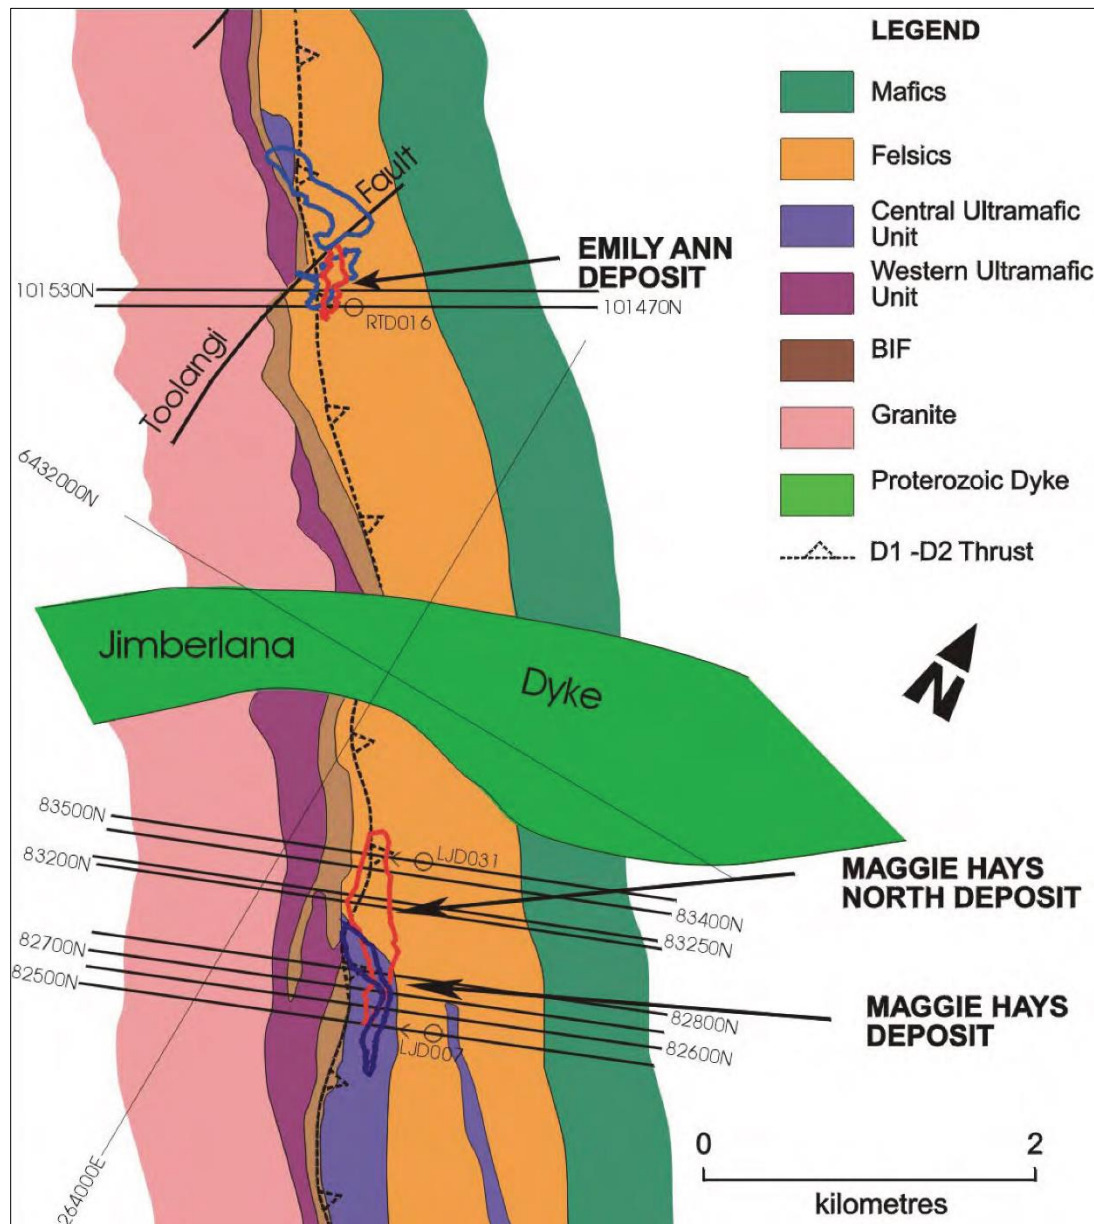 LEGEND
Mafics
Felsics
Central Ultramafic
Unit
Western Ultramafic
Unit
BIF
Granite
Proterozoic Dyke
D1 -D2 Thrust
Fault
Toolangi
EMILY ANN
DEPOSIT
101530N
101470N
RTD016
6432000N
Jimberlana
Dyke
N
83500N
LJD031
83200N
83400N
83250N
MAGGIE HAYS
NORTH DEPOSIT
82700N
82500N
82800N
82600N
LJD007
MAGGIE HAYS
DEPOSIT
264000E
0
2
kilometres